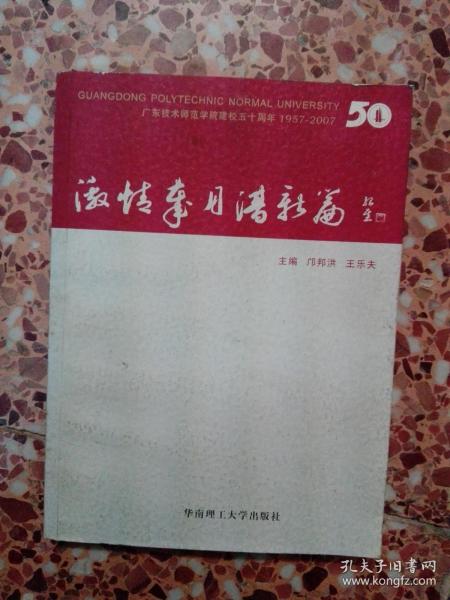 GUANGDONG POLYTECHNIC NORMAL UNIVERSITY
广东技术师范学院建校五十周年 1957-2007
50
激情岁月谱新篇
主编 邝邦洪 王乐夫
华南理工大学出版社
孔夫子旧书网
www.kongfz.com